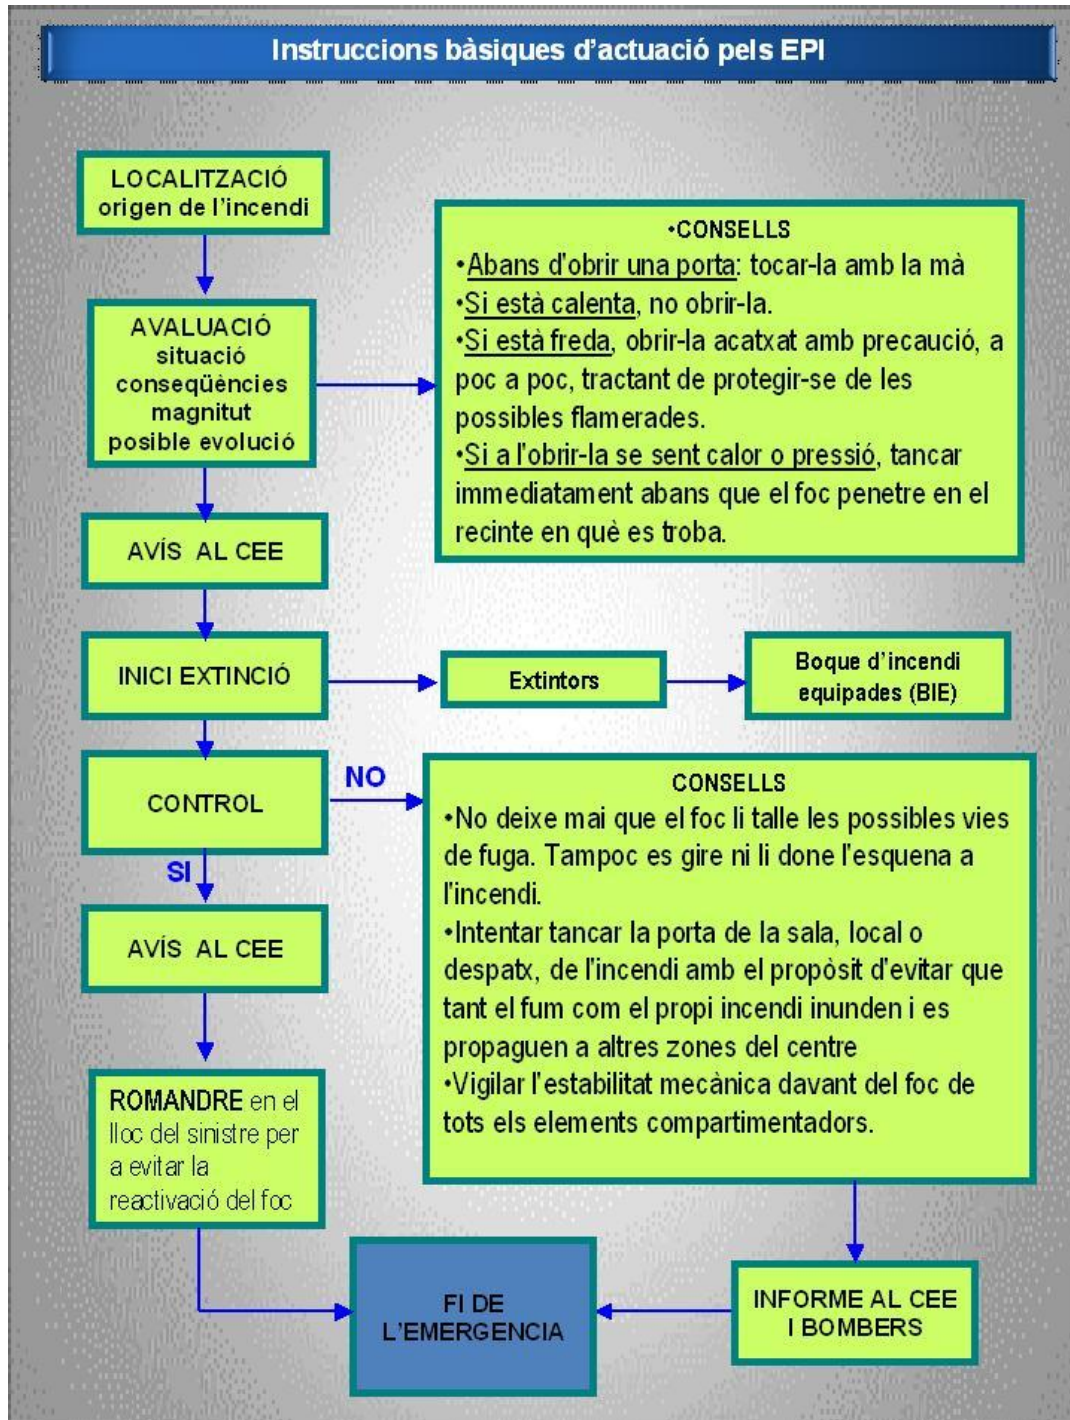 Instruccions bàsiques d'actuació pels EPI
LOCALITZACIÓ
origen de l'incendi
•CONSELLS
•Abans d'obrir una porta: tocar-la amb la mà
•Si està calenta, no obrir-la.
•Si està freda, obrir-la acatxat amb precaució, a
poc a poc, tractant de protegir-se de les
possibles flamerades.
•Si a l'obrir-la se sent calor o pressió, tancar
immediatament abans que el foc penetre en el
recinte en què es troba.
AVALUACIÓ
situació
conseqüències
magnitut
posible evolució
AVÍS AL CEE
INICI EXTINCIÓ
Extintors
Boque d'incendi
equipades (BIE)
CONTROL
NO
SI
CONSELLS
•No deixe mai que el foc li talle les possibles vies
de fuga. Tampoc es gire ni li done l'esquena a
l'incendi.
•Intentar tancar la porta de la sala, local o
despatx, de l'incendi amb el propòsit d'evitar que
tant el fum com el propi incendi inunden i es
propaguen a altres zones del centre
•Vigilar l'estabilitat mecànica davant del foc de
tots els elements compartimentadors.
AVÍS AL CEE
ROMANDRE en el
lloc del sinistre per
a evitar la
reactivació del foc
FI DE
L'EMERGENCIA
INFORME AL CEE
I BOMBERS